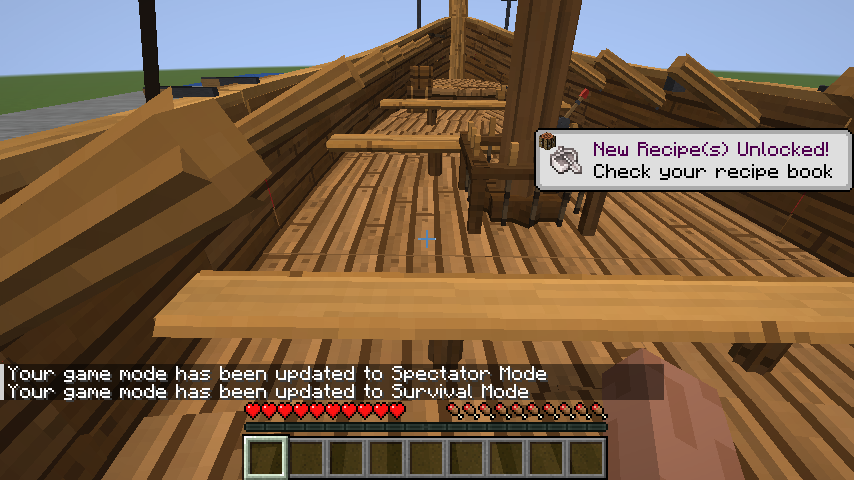 New Recipe(s) Unlocked!
Check your recipe book
Your game mode has been updated to Spectator Mode
Your game mode has been updated to Survival Mode